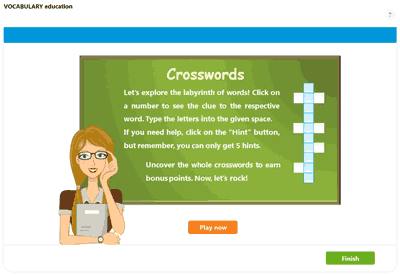 VOCABULARY education
?
Crosswords
Let's explore the labyrinth of words! Click on
a number to see the clue to the respective
word. Type the letters into the given space.
If you need help, click on the "Hint" button,
but remember, you can only get 5 hints.
Uncover the whole crosswords to earn
bonus points. Now, let's rock!
Play now
Finish